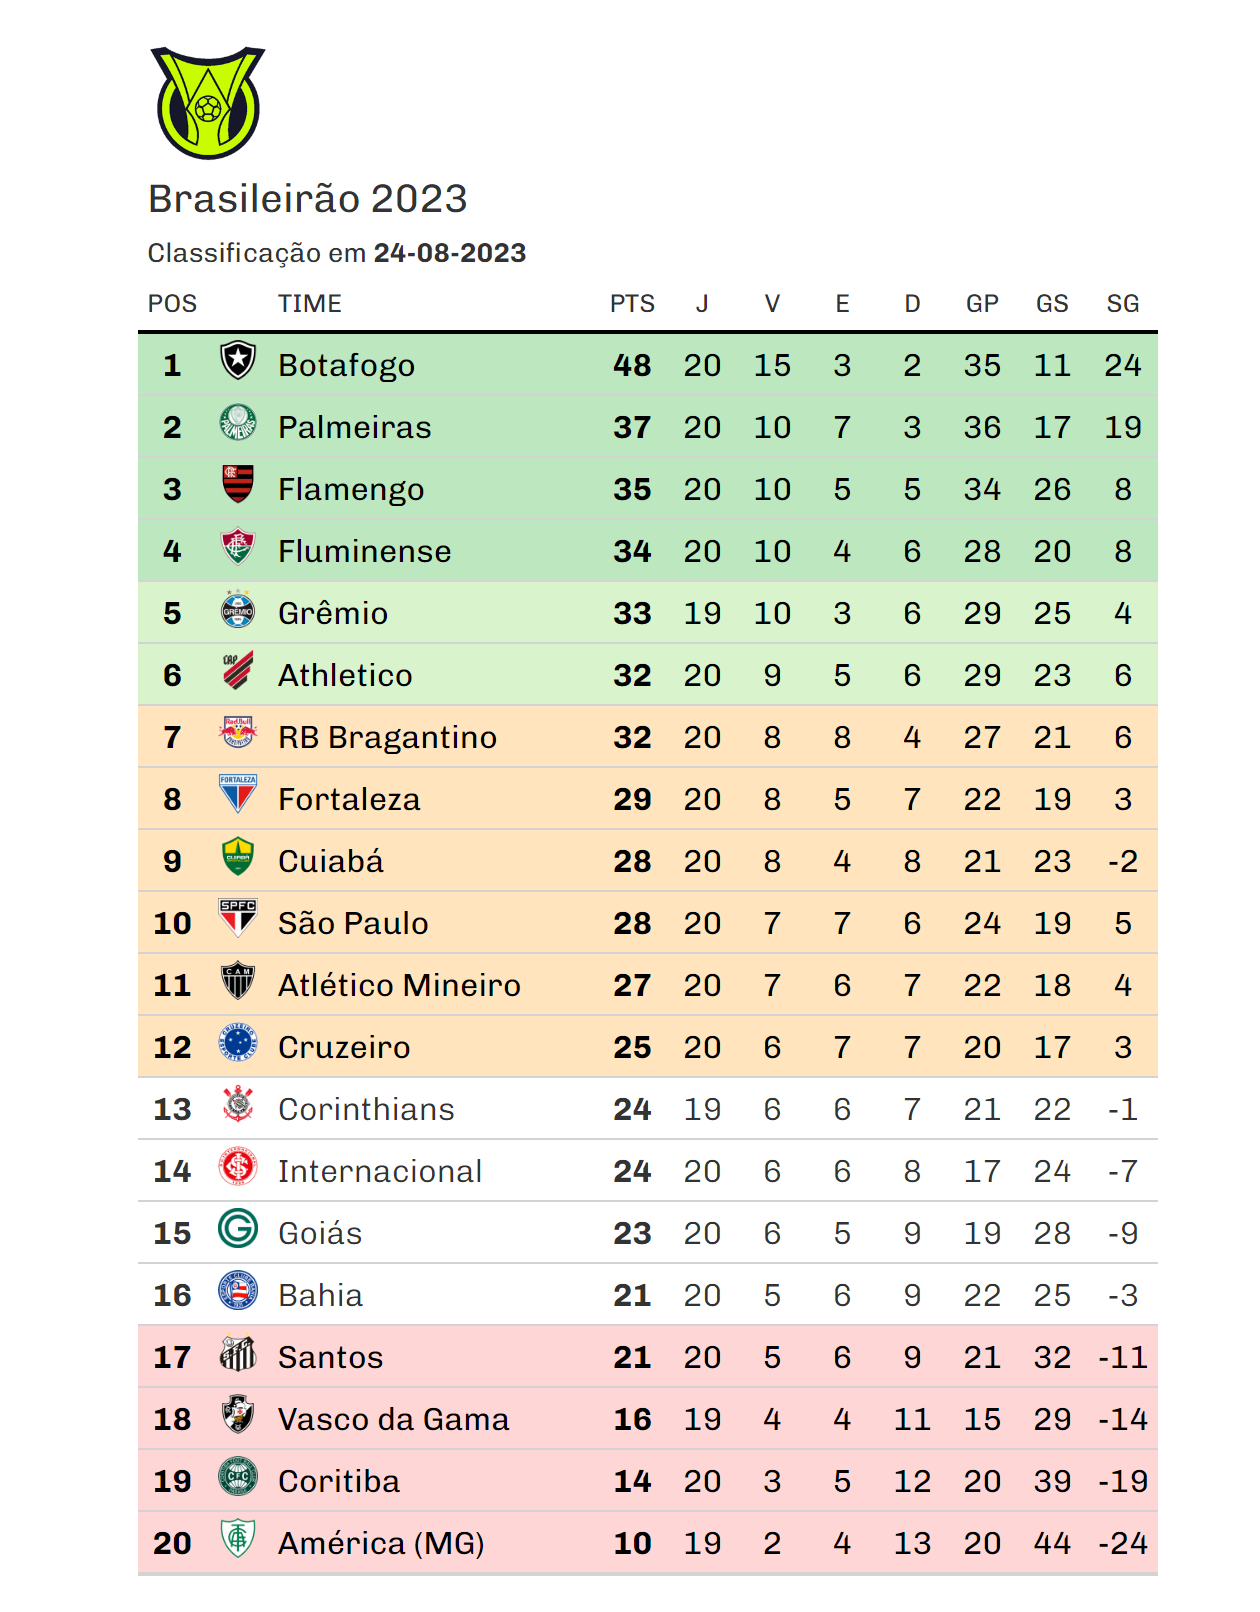 Brasileirão 2023
Classificação em 24-08-2023
POS TIME PTS J V E D GP GS SG
1 Botafogo 48 20 15 3 2 35 11 24
2 Palmeiras 37 20 10 7 3 36 17 19
3 Flamengo 35 20 10 5 5 34 26 8
4 Fluminense 34 20 10 4 6 28 20 8
5 GRÊMIO Grêmio 33 19 10 3 6 29 25 4
6 CAP Athletico 32 20 9 5 6 29 23 6
7 Red Bull RB Bragantino 32 20 8 8 4 27 21 6
8 FORTALEZA Fortaleza 29 20 8 5 7 22 19 3
9 CUIABÁ Cuiabá 28 20 8 4 8 21 23 -2
10 SPFC São Paulo 28 20 7 7 6 24 19 5
11 CAM Atlético Mineiro 27 20 7 6 7 22 18 4
12 Cruzeiro 25 20 6 7 7 20 17 3
13 Corinthians 24 19 6 6 7 21 22 -1
14 Internacional 24 20 6 6 8 17 24 -7
15 G Goiás 23 20 6 5 9 19 28 -9
16 Bahia 21 20 5 6 9 22 25 -3
17 Santos 21 20 5 6 9 21 32 -11
18 Vasco da Gama 16 19 4 4 11 15 29 -14
19 CFC Coritiba 14 20 3 5 12 20 39 -19
20 América (MG) 10 19 2 4 13 20 44 -24